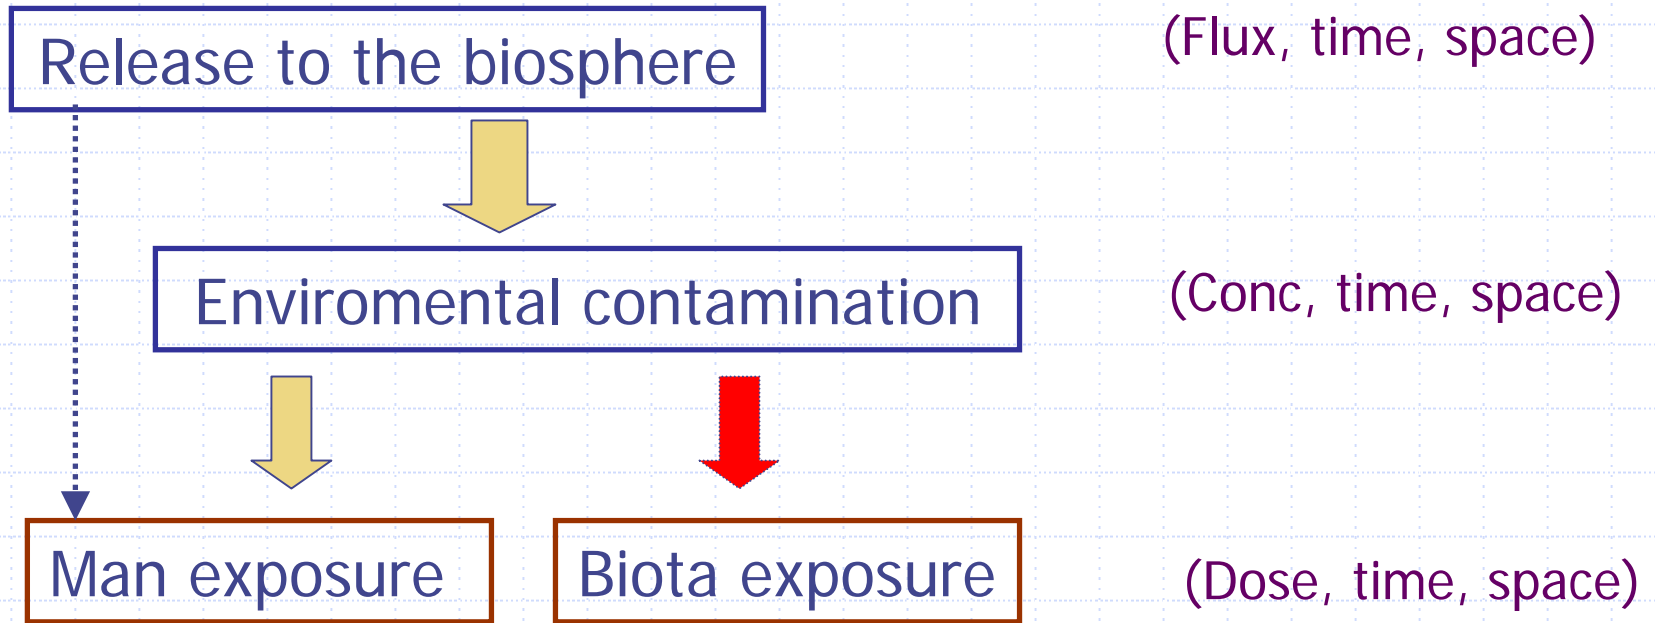 Release to the biosphere
(Flux, time, space)
Enviromental contamination
(Conc, time, space)
Man exposure
Biota exposure
(Dose, time, space)